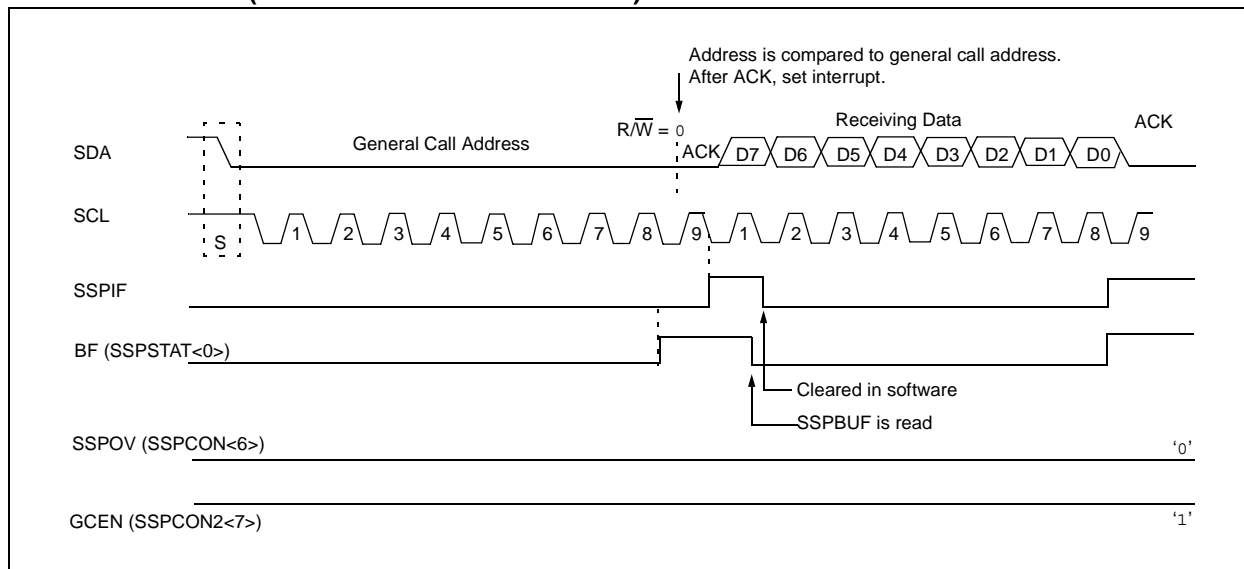 Address is compared to general call address.
After ACK, set interrupt.
R/W = 0
Receiving Data
ACK
SDA
General Call Address
ACK
D7 D6 D5 D4 D3 D2 D1 D0
SCL
S
1 2 3 4 5 6 7 8 9 1 2 3 4 5 6 7 8 9
SSPIF
BF (SSPSTAT<0>)
Cleared in software
SSPBUF is read
SSPOV (SSPCON<6>)
‘0’
GCEN (SSPCON2<7>)
‘1’